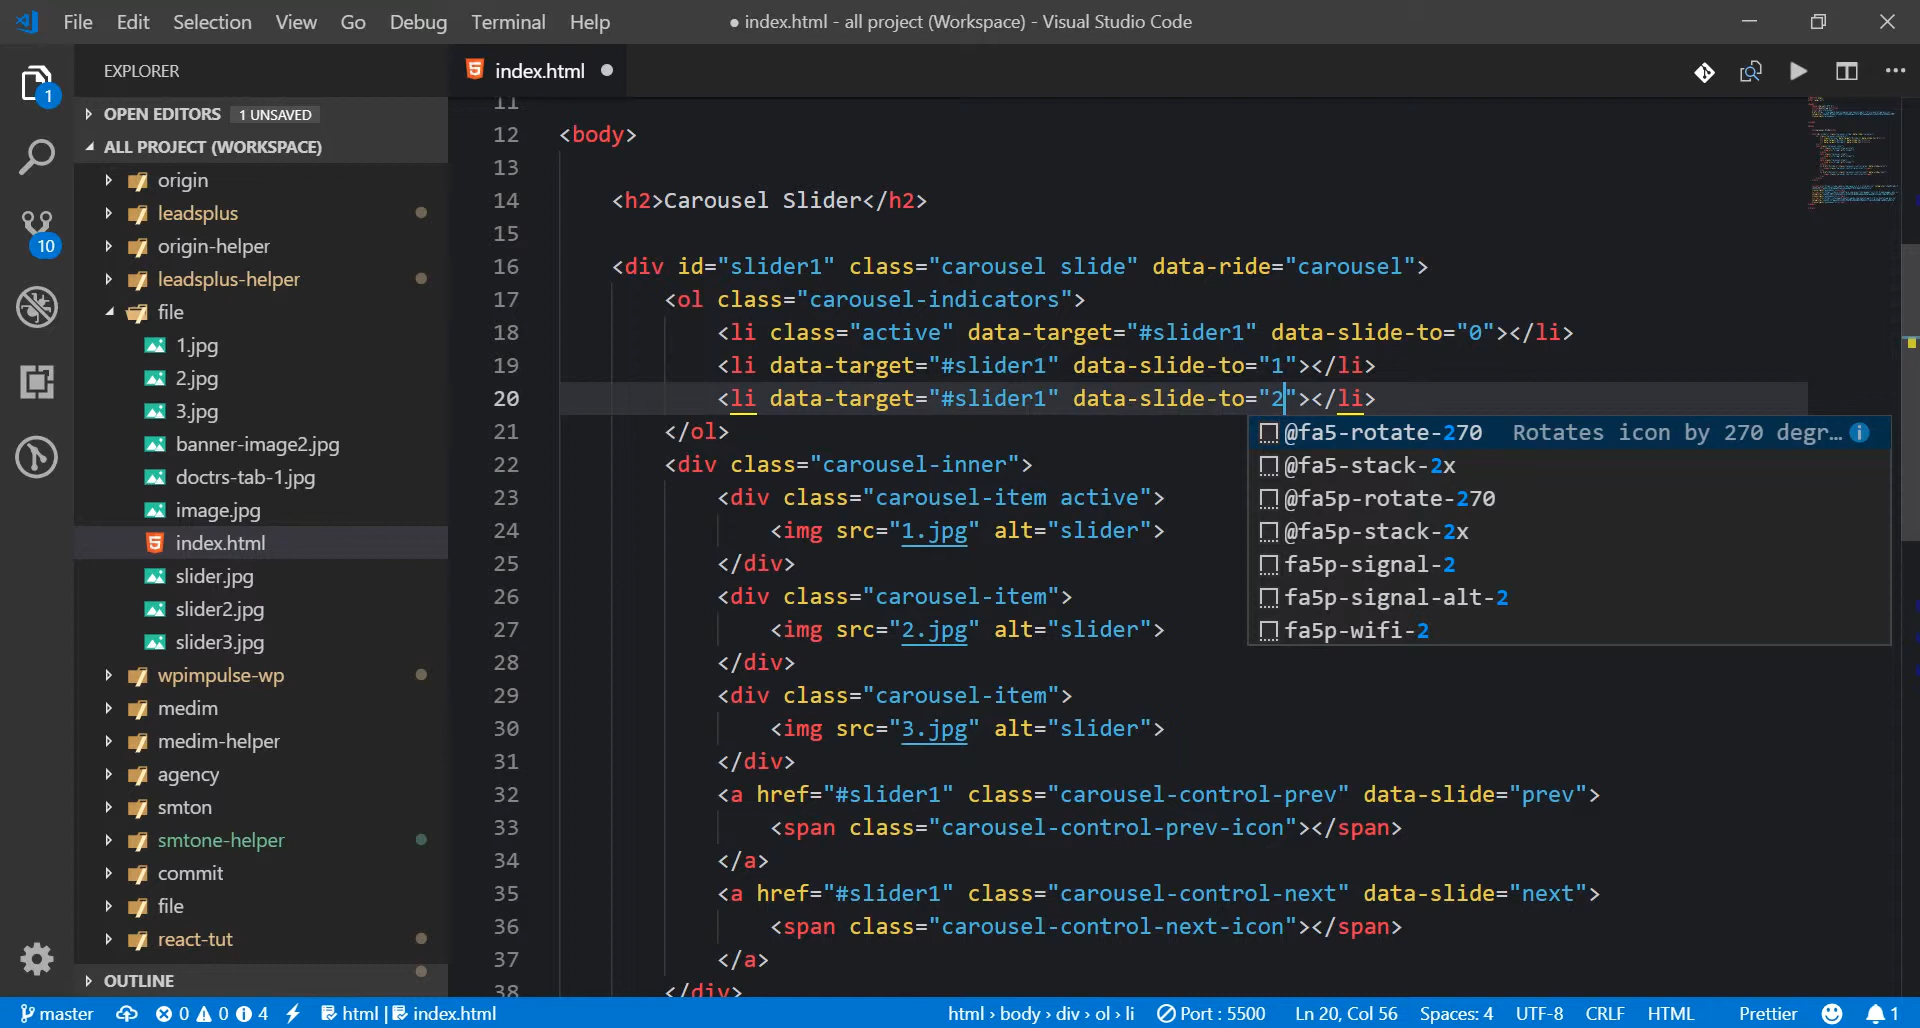 File Edit Selection View Go Debug Terminal Help
● index.html - all project (Workspace) - Visual Studio Code
EXPLORER
1
10
OPEN EDITORS 1 UNSAVED
ALL PROJECT (WORKSPACE)
origin
leadsplus
origin-helper
leadsplus-helper
file
1.jpg
2.jpg
3.jpg
banner-image2.jpg
doctrs-tab-1.jpg
image.jpg
index.html
slider.jpg
slider2.jpg
slider3.jpg
wpimpulse-wp
medim
medim-helper
agency
smton
smtone-helper
commit
file
react-tut
OUTLINE
index.html
11
12 <body>
13
14 <h2>Carousel Slider</h2>
15
16 <div id="slider1" class="carousel slide" data-ride="carousel">
17 <ol class="carousel-indicators">
18 <li class="active" data-target="#slider1" data-slide-to="0"></li>
19 <li data-target="#slider1" data-slide-to="1"></li>
20 <li data-target="#slider1" data-slide-to="2"></li>
21 </ol>
22 <div class="carousel-inner">
23 <div class="carousel-item active">
24 <img src="1.jpg" alt="slider">
25 </div>
26 <div class="carousel-item">
27 <img src="2.jpg" alt="slider">
28 </div>
29 <div class="carousel-item">
30 <img src="3.jpg" alt="slider">
31 </div>
32 <a href="#slider1" class="carousel-control-prev" data-slide="prev">
33 <span class="carousel-control-prev-icon"></span>
34 </a>
35 <a href="#slider1" class="carousel-control-next" data-slide="next">
36 <span class="carousel-control-next-icon"></span>
37 </a>
38 </div>
@fa5-rotate-270 Rotates icon by 270 degr…
@fa5-stack-2x
@fa5p-rotate-270
@fa5p-stack-2x
fa5p-signal-2
fa5p-signal-alt-2
fa5p-wifi-2
master 0 0 4 html | index.html html › body › div › ol › li Port : 5500 Ln 20, Col 56 Spaces: 4 UTF-8 CRLF HTML Prettier 1